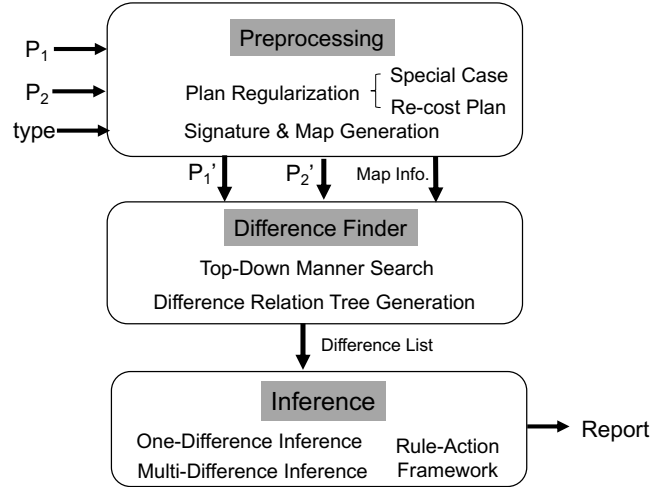 Preprocessing
P₁
P₂
type
Plan Regularization
Special Case
Re-cost Plan
Signature & Map Generation
P₁’
P₂’
Map Info.
Difference Finder
Top-Down Manner Search
Difference Relation Tree Generation
Difference List
Inference
One-Difference Inference
Multi-Difference Inference
Rule-Action
Framework
Report